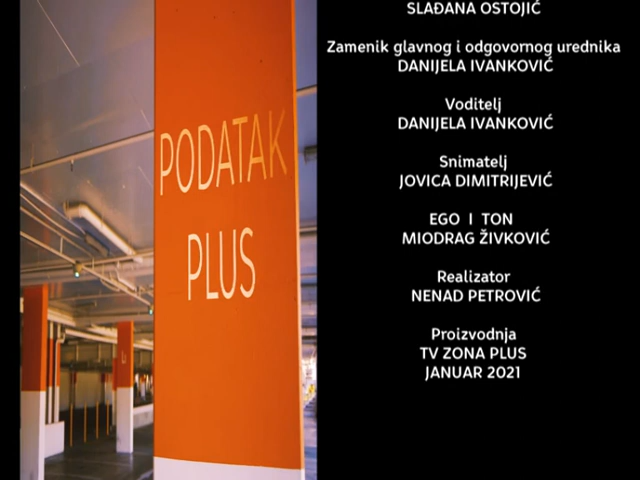 PODATAK
PLUS
SLAĐANA OSTOJIĆ
Zamenik glavnog i odgovornog urednika
DANIJELA IVANKOVIĆ
Voditelj
DANIJELA IVANKOVIĆ
Snimatelj
JOVICA DIMITRIJEVIĆ
EGO I TON
MIODRAG ŽIVKOVIĆ
Realizator
NENAD PETROVIĆ
Proizvodnja
TV ZONA PLUS
JANUAR 2021